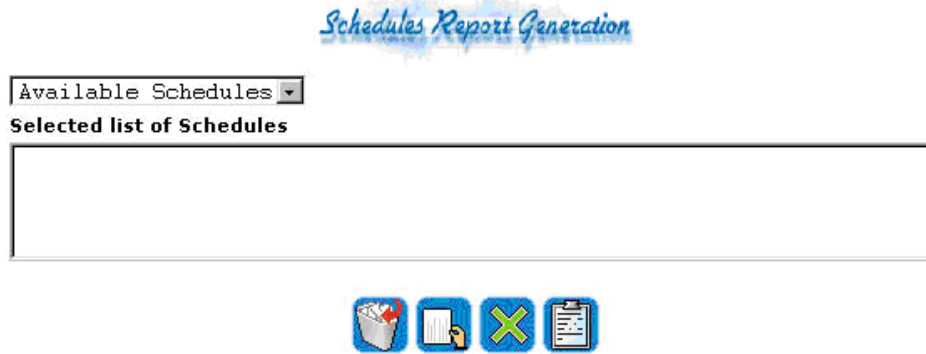 Schedules Report Generation
Available Schedules
Selected list of Schedules